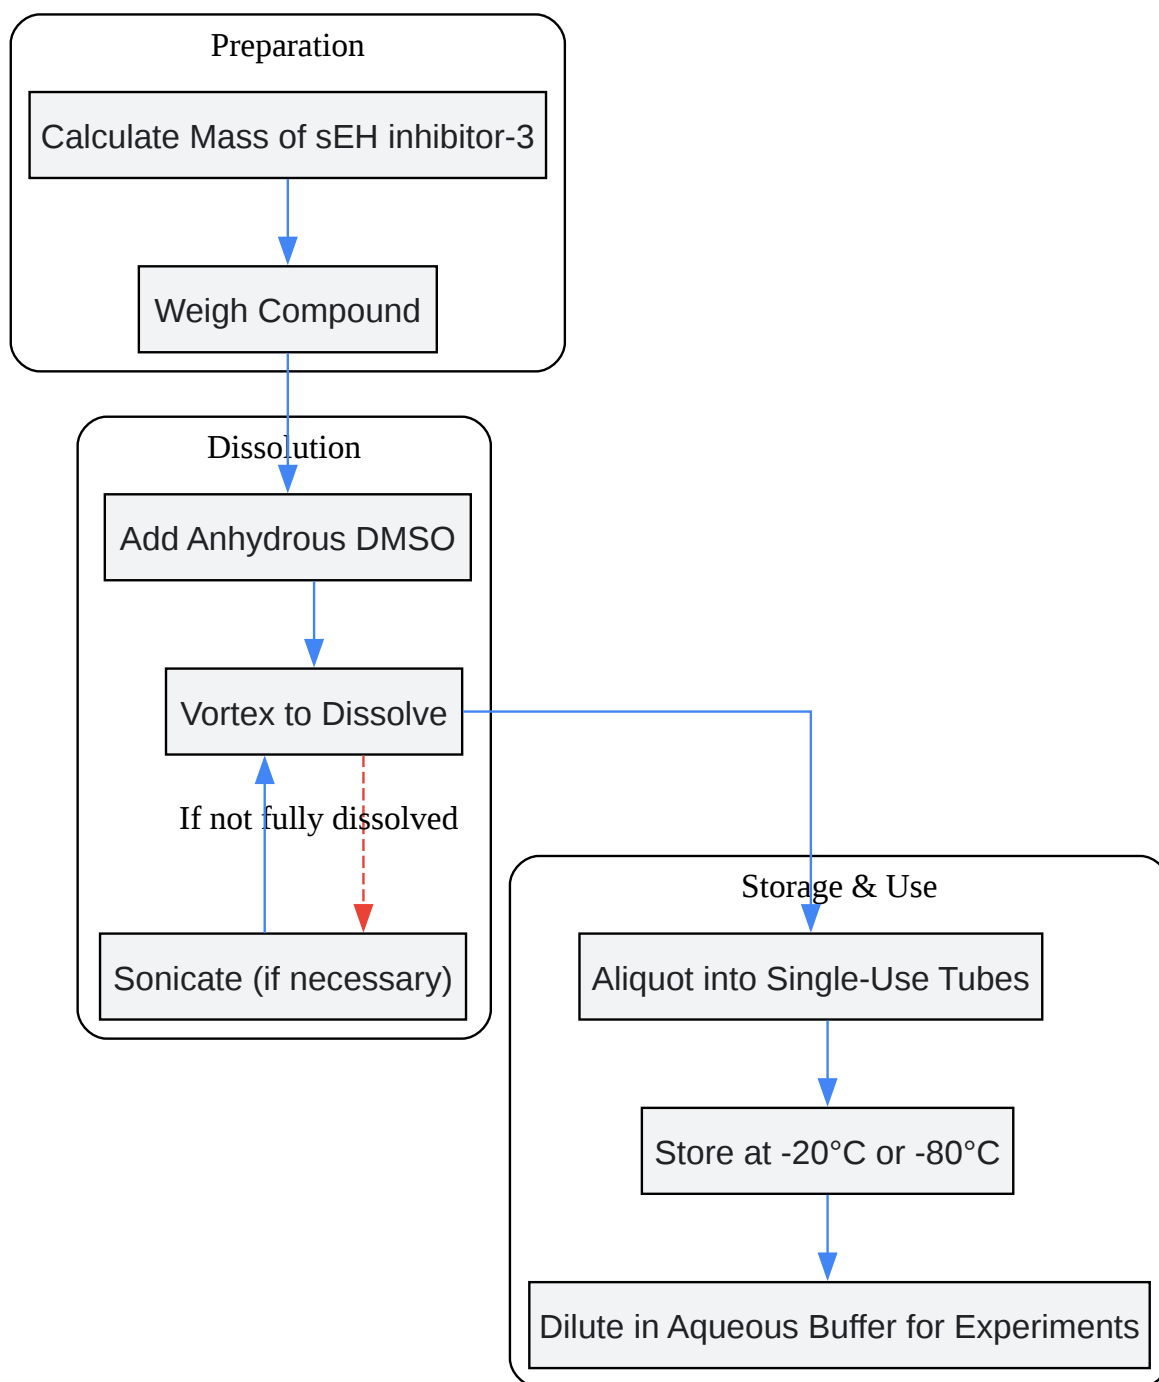 Preparation
Calculate Mass of sEH inhibitor-3
Weigh Compound
Dissolution
Add Anhydrous DMSO
Vortex to Dissolve
If not fully dissolved
Sonicate (if necessary)
Storage & Use
Aliquot into Single-Use Tubes
Store at -20°C or -80°C
Dilute in Aqueous Buffer for Experiments